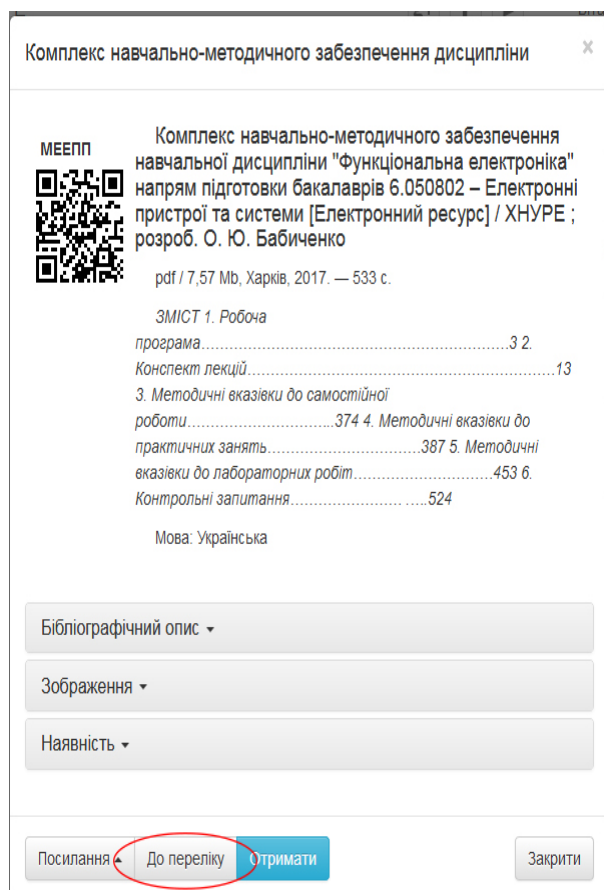 Комплекс навчально-методичного забезпечення дисципліни ×
МЕЕПП
Комплекс навчально-методичного забезпечення
навчальної дисципліни "Функціональна електроніка"
напрям підготовки бакалаврів 6.050802 – Електронні
пристрої та системи [Електронний ресурс] / ХНУРЕ ;
розроб. О. Ю. Бабиченко
pdf / 7,57 Mb, Харків, 2017. — 533 с.
ЗМІСТ 1. Робоча
програма……………………………………………………3 2.
Конспект лекцій……………………………………………………13
3. Методичні вказівки до самостійної
роботи………………………..374 4. Методичні вказівки до
практичних занять…………………………387 5. Методичні
вказівки до лабораторних робіт………………………453 6.
Контрольні запитання………………… …..524
Мова: Українська
Бібліографічний опис
Зображення
Наявність
Посилання До переліку Отримати Закрити